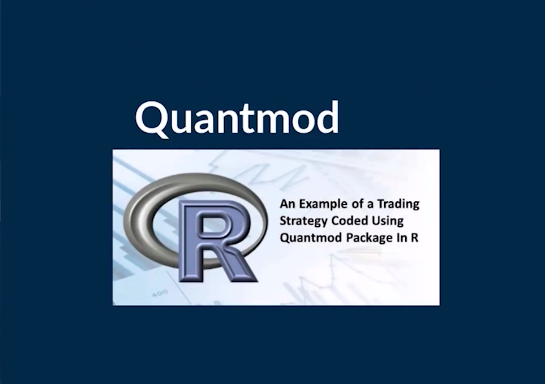 Quantmod
R
An Example of a Trading
Strategy Coded Using
Quantmod Package In R